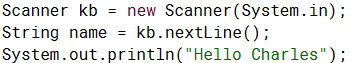 Scanner kb = new Scanner(System.in);
String name = kb.nextLine();
System.out.println("Hello Charles");